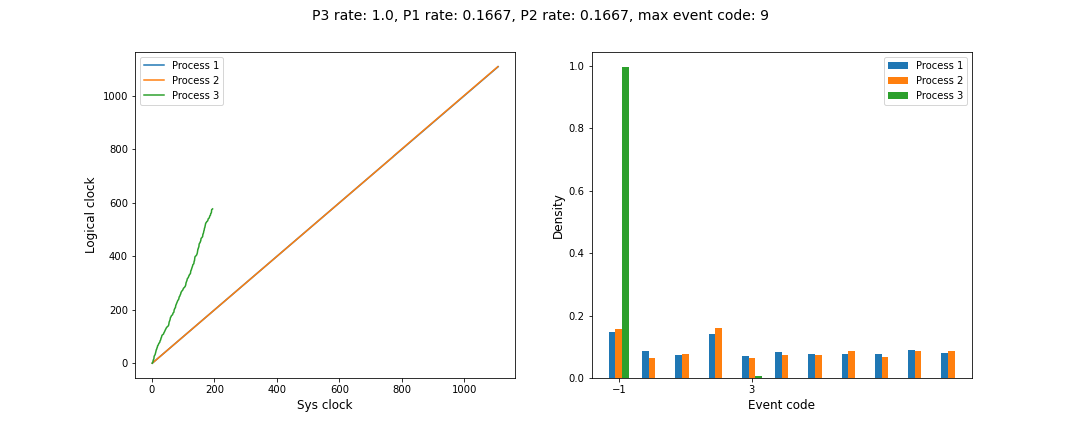 P3 rate: 1.0, P1 rate: 0.1667, P2 rate: 0.1667, max event code: 9
Process 1
Process 2
Process 3
1000
800
600
400
200
0
Logical clock
0 200 400 600 800 1000
Sys clock
Process 1
Process 2
Process 3
1.0
0.8
0.6
0.4
0.2
0.0
Density
−1 3
Event code